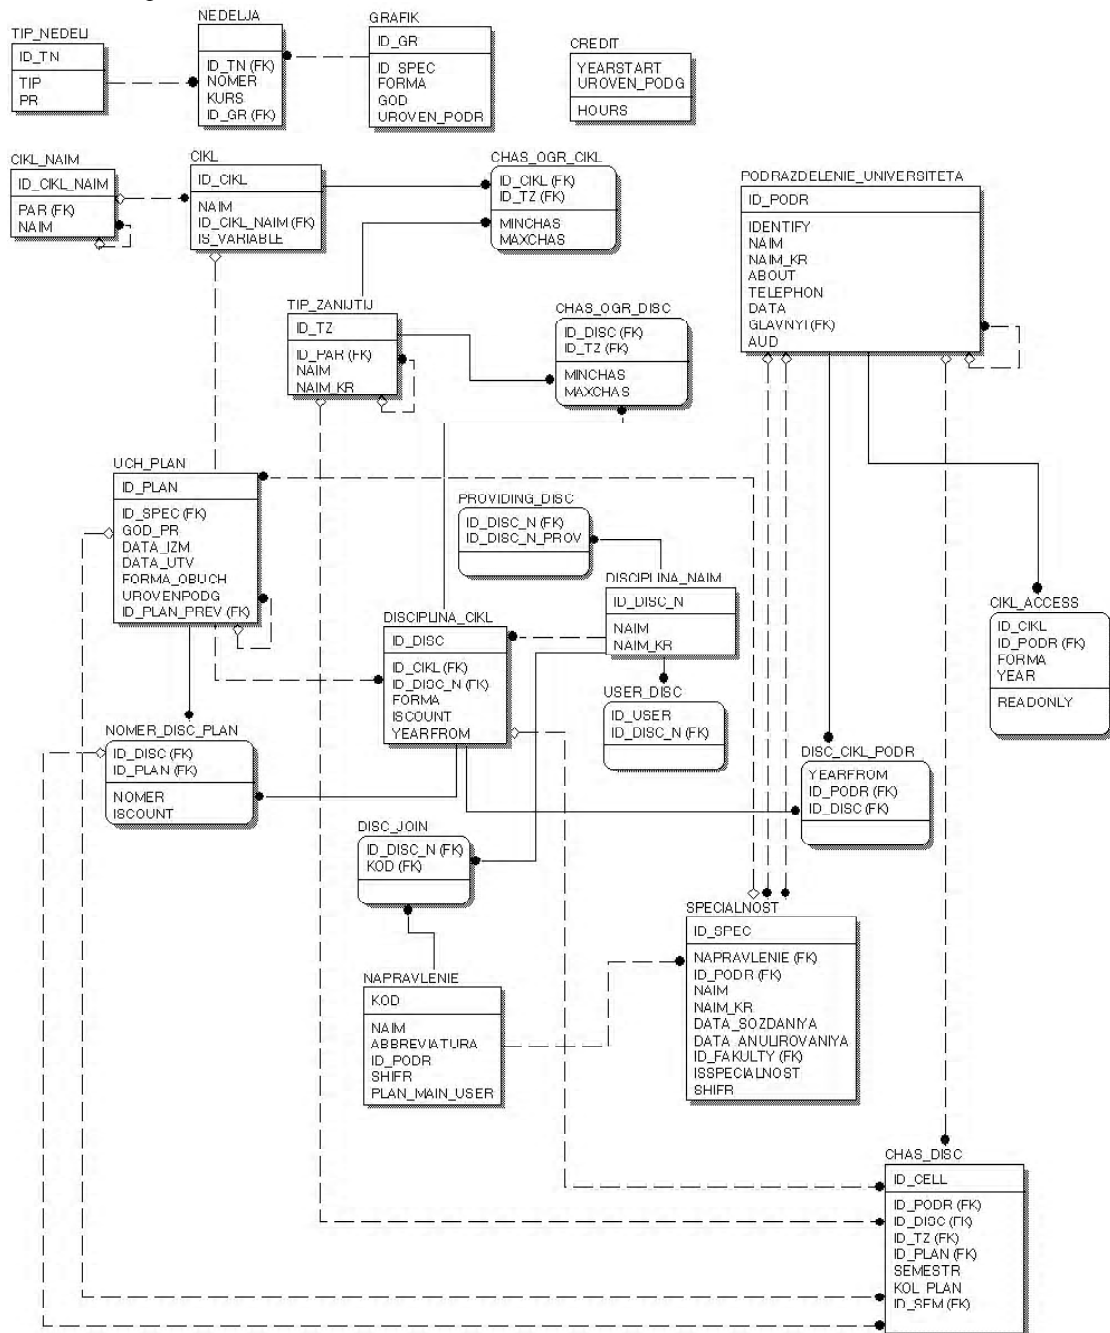 TIP_NEDELI
ID_TN
TIP
PR
NEDELJA
ID_TN (FK)
NOMER
KURS
ID_GR (FK)
GRAFIK
ID_GR
ID_SPEC
FORMA
GOD
UROVEN_PODR
CREDIT
YEARSTART
UROVEN_PODG
HOURS
CIKL_NAIM
ID_CIKL_NAIM
PAR (FK)
NAIM
CIKL
ID_CIKL
NAIM
ID_CIKL_NAIM (FK)
IS_VARIABLE
CHAS_OGR_CIKL
ID_CIKL (FK)
ID_TZ (FK)
MINCHAS
MAXCHAS
PODRAZDELENIE_UNIVERSITETA
ID_PODR
IDENTIFY
NAIM
NAIM_KR
ABOUT
TELEPHON
DATA
GLAVNYI (FK)
AUD
TIP_ZANIJTIJ
ID_TZ
ID_PAR (FK)
NAIM
NAIM_KR
CHAS_OGR_DISC
ID_DISC (FK)
ID_TZ (FK)
MINCHAS
MAXCHAS
UCH_PLAN
ID_PLAN
ID_SPEC (FK)
GOD_PR
DATA_IZM
DATA_UTV
FORMA_OBUCH
UROVENPODG
ID_PLAN_PREV (FK)
PROVIDING_DISC
ID_DISC_N (FK)
ID_DISC_N_PROV
DISCIPLINA_NAIM
ID_DISC_N
NAIM
NAIM_KR
DISCIPLINA_CIKL
ID_DISC
ID_CIKL (FK)
ID_DISC_N (FK)
FORMA
ISCOUNT
YEARFROM
CIKL_ACCESS
ID_CIKL
ID_PODR (FK)
FORMA
YEAR
READONLY
USER_DISC
ID_USER
ID_DISC_N (FK)
NOMER_DISC_PLAN
ID_DISC (FK)
ID_PLAN (FK)
NOMER
ISCOUNT
DISC_CIKL_PODR
YEARFROM
ID_PODR (FK)
ID_DISC (FK)
DISC_JOIN
ID_DISC_N (FK)
KOD (FK)
SPECIALNOST
ID_SPEC
NAPRAVLENIE (FK)
ID_PODR (FK)
NAIM
NAIM_KR
DATA_SOZDANIYA
DATA_ANULIROVANIYA
ID_FAKULTY (FK)
ISSPECIALNOST
SHIFR
NAPRAVLENIE
KOD
NAIM
ABBREVIATURA
ID_PODR
SHIFR
PLAN_MAIN_USER
CHAS_DISC
ID_CELL
ID_PODR (FK)
ID_DISC (FK)
ID_TZ (FK)
ID_PLAN (FK)
SEMESTR
KOL_PLAN
ID_SEM (FK)